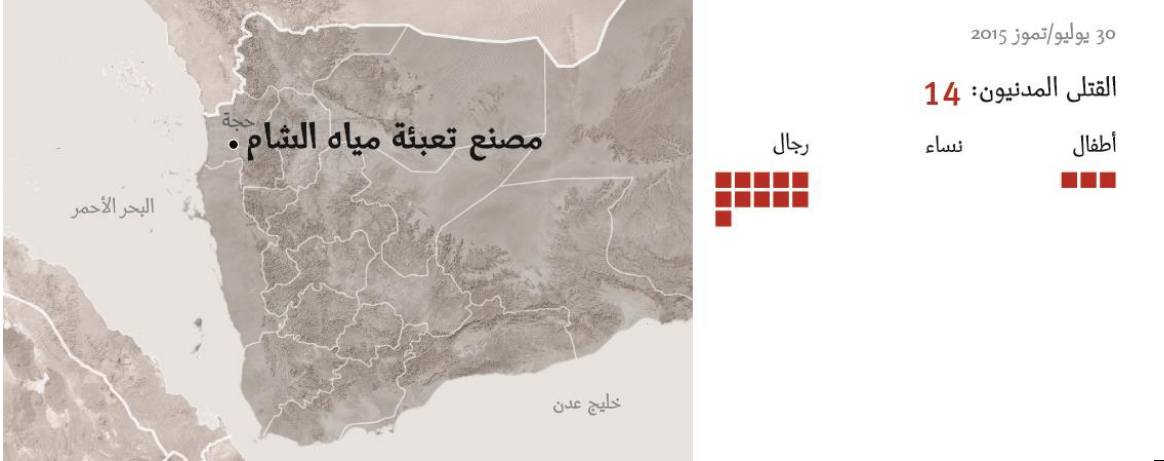 30 يوليو/تموز 2015
القتلى المدنيون: 14
أطفال نساء رجال
حجة
مصنع تعبئة مياه الشام
البحر الأحمر
خليج عدن